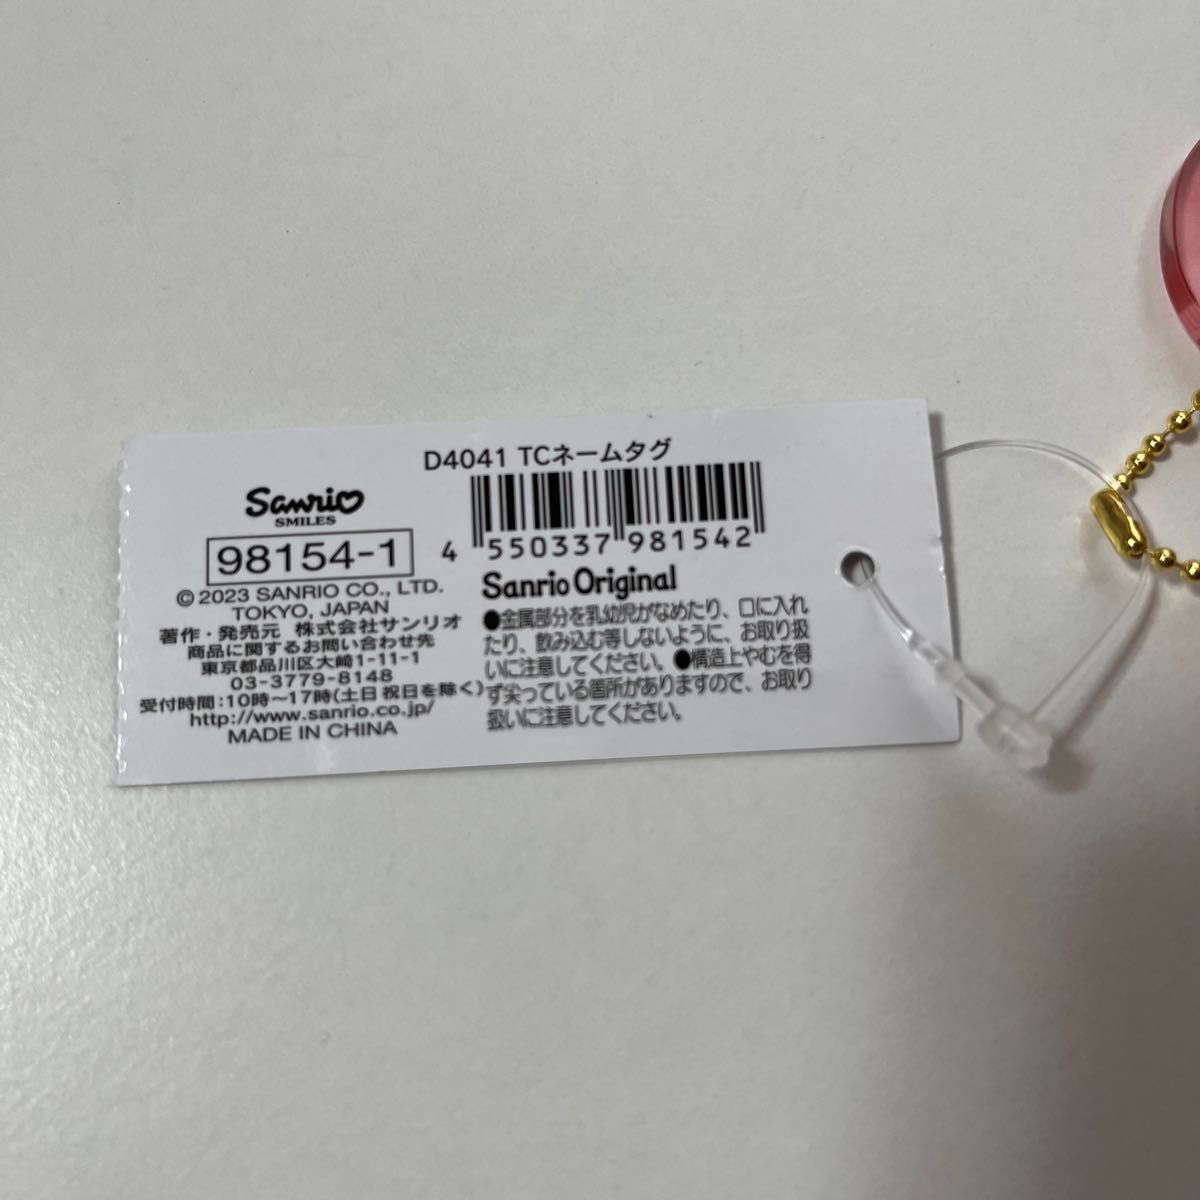 D4041 TCネームタグ
Sanrio
SMILES
98154-1
© 2023 SANRIO CO., LTD.
TOKYO, JAPAN
著作・発売元 株式会社サンリオ
商品に関するお問い合わせ先
東京都品川区大崎1-11-1
03-3779-8148
受付時間:10時〜17時(土日祝日を除く)
http://www.sanrio.co.jp/
MADE IN CHINA
4 550337 981542
Sanrio Original
●金属部分を乳幼児がなめたり、口に入れ
たり、飲み込む等しないように、お取り扱
いに注意してください。●構造上やむを得
ず尖っている箇所がありますので、お取り
扱いに注意してください。